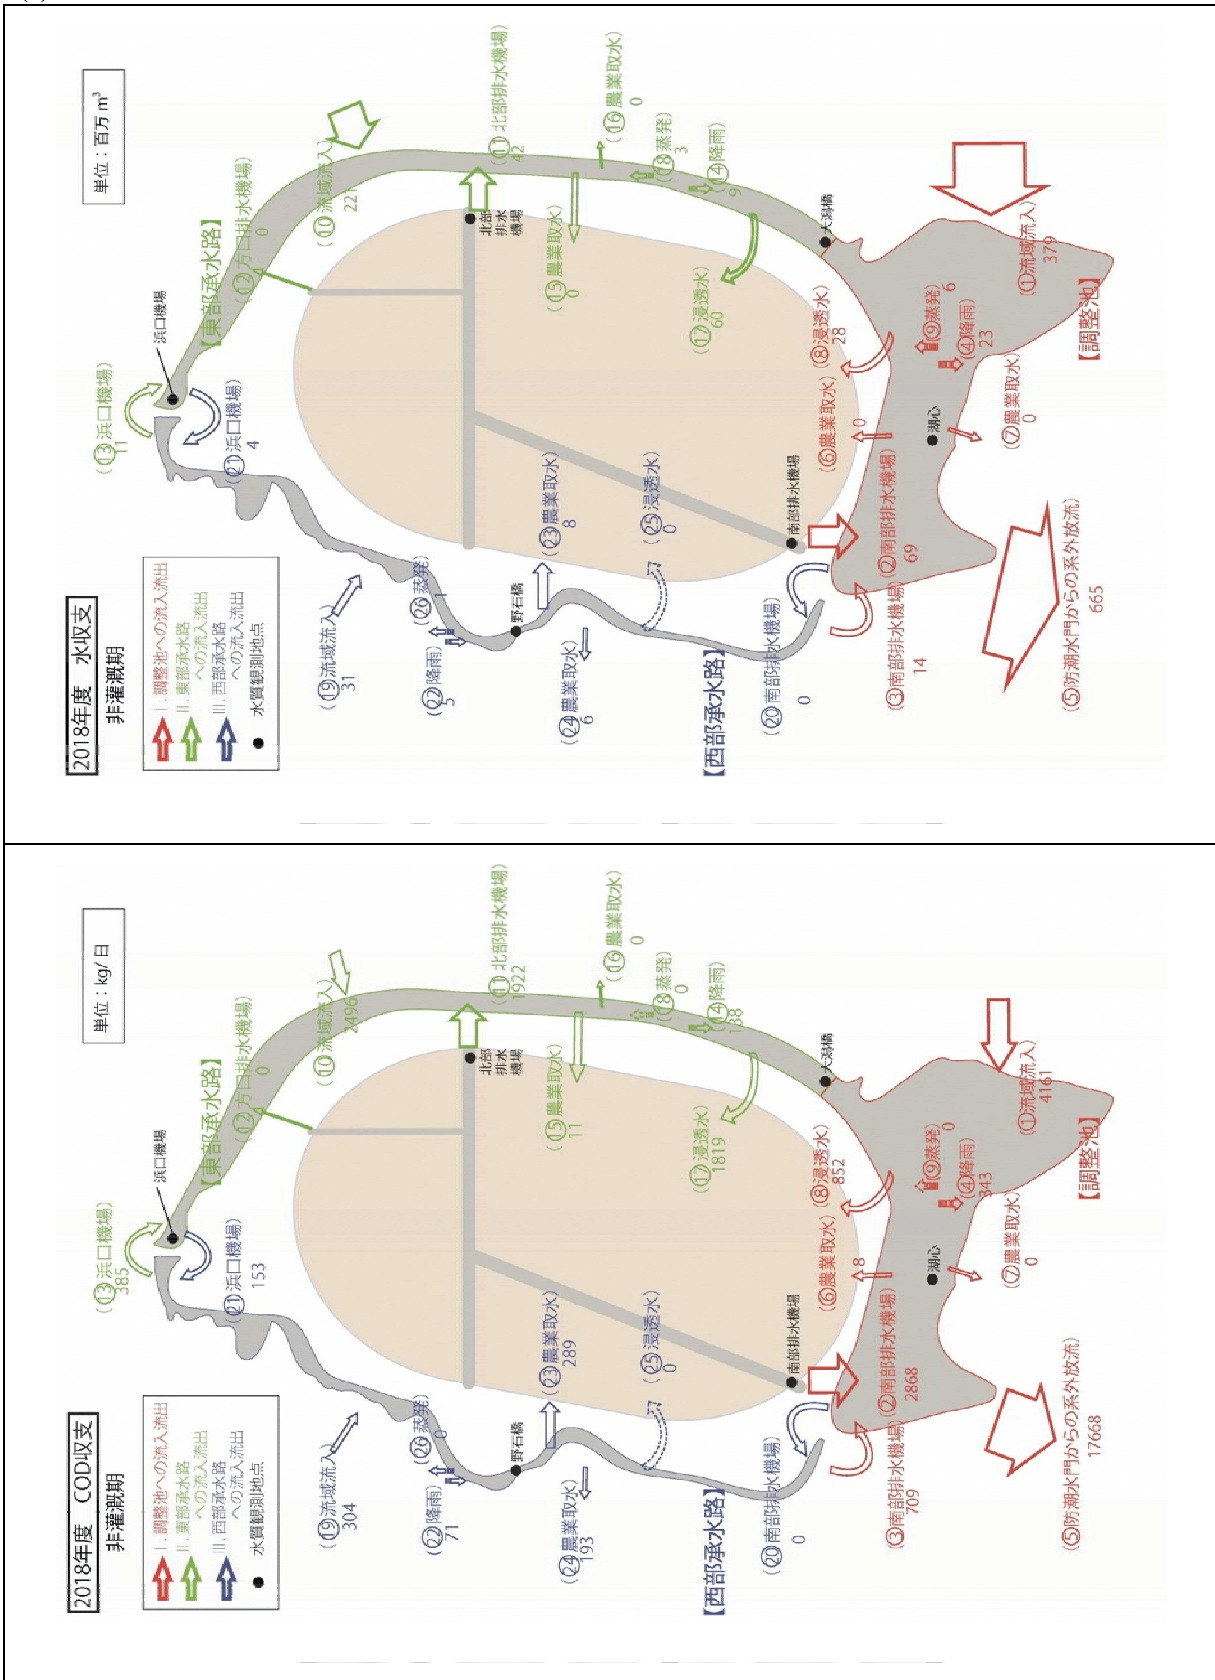 2018年度 水収支
非灌漑期
単位：百万 m³
Ⅰ. 調整池への流入流出
Ⅱ. 東部承水路
への流入流出
Ⅲ. 西部承水路
への流入流出
水質観測地点
(⑬浜口機場)
1
浜口機場
(㉑浜口機場)
4
【東部承水路】
(⑫方口排水機場)
0
(⑩流域流入)
221
(⑪北部排水機場)
42
北部
排水
機場
(⑯農業取水)
0
(⑮農業取水)
0
(⑱蒸発)
3
(⑭降雨)
9
(⑰浸透水)
60
大潟橋
(⑲流域流入)
31
(㉖蒸発)
1
(㉒降雨)
5
野石橋
(㉓農業取水)
8
(㉔農業取水)
6
(㉕浸透水)
0
【西部承水路】
(⑳南部排水機場)
0
南部排水機場
(⑥農業取水)
0
(⑧浸透水)
28
(②南部排水機場)
69
(③南部排水機場)
14
湖心
(⑨蒸発)
6
(④降雨)
23
(⑦農業取水)
0
(①流域流入)
379
【調整池】
(⑤防潮水門からの系外放流)
665
2018年度 COD収支
非灌漑期
単位：kg/日
Ⅰ. 調整池への流入流出
Ⅱ. 東部承水路
への流入流出
Ⅲ. 西部承水路
への流入流出
水質観測地点
(⑬浜口機場)
385
浜口機場
(㉑浜口機場)
153
【東部承水路】
(⑫方口排水機場)
0
(⑩流域流入)
2496
(⑪北部排水機場)
1922
北部
排水
機場
(⑯農業取水)
0
(⑮農業取水)
11
(⑱蒸発)
0
(⑭降雨)
138
(⑰浸透水)
1819
大潟橋
(⑲流域流入)
304
(㉖蒸発)
0
(㉒降雨)
71
野石橋
(㉓農業取水)
289
(㉔農業取水)
193
(㉕浸透水)
0
【西部承水路】
(⑳南部排水機場)
0
南部排水機場
(⑥農業取水)
8
(⑧浸透水)
852
(②南部排水機場)
2868
(③南部排水機場)
709
湖心
(⑨蒸発)
0
(④降雨)
343
(⑦農業取水)
0
(①流域流入)
4161
【調整池】
(⑤防潮水門からの系外放流)
17668